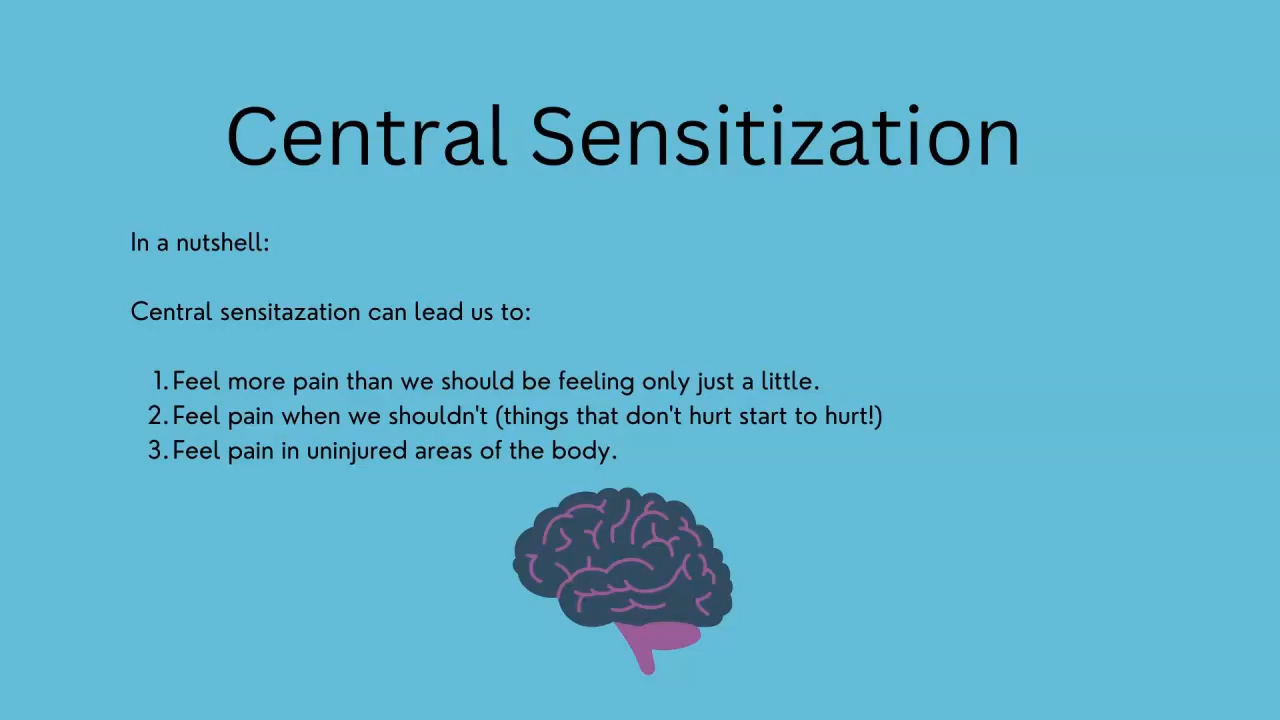 Central Sensitization
In a nutshell:
Central sensitazation can lead us to:
1. Feel more pain than we should be feeling only just a little.
2. Feel pain when we shouldn't (things that don't hurt start to hurt!)
3. Feel pain in uninjured areas of the body.